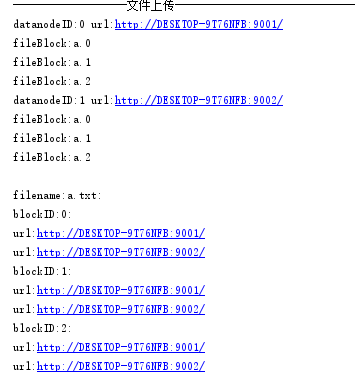 文件上传
datanodeID:0 url:http://DESKTOP-9T76NFB:9001/
fileBlock:a.0
fileBlock:a.1
fileBlock:a.2
datanodeID:1 url:http://DESKTOP-9T76NFB:9002/
fileBlock:a.0
fileBlock:a.1
fileBlock:a.2
filename:a.txt:
blockID:0:
url:http://DESKTOP-9T76NFB:9001/
url:http://DESKTOP-9T76NFB:9002/
blockID:1:
url:http://DESKTOP-9T76NFB:9001/
url:http://DESKTOP-9T76NFB:9002/
blockID:2:
url:http://DESKTOP-9T76NFB:9001/
url:http://DESKTOP-9T76NFB:9002/